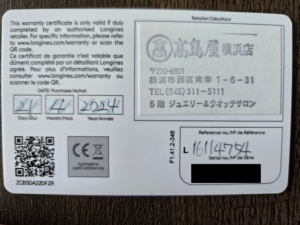 This warranty certificate is only valid if duly
completed by an authorised Longines
retailer. For specific information, please refer to
www.longines.com/warranty or scan the
QR code.
Ce certificat de garantie n'est valable que
dûment complété par un détaillant Longines
agréé. Pour plus d'informations, veuillez
consulter www.longines.com/warranty ou
scanner le code QR.
DATE: Purchase/Achat:
21 4 2024
Day/Jour Month/Mois Year/Année
ZCBSDA22DFZR
Retailer/Détaillant
髙島屋 横浜店
〒220-8601
横浜市西区南幸1-6-31
TEL (045) 311-5111
5階 ジュエリー&ウオッチサロン
F1.41.2-34B
Reference no./Nº de Référence
L 16114754
Serial no./Nº de Série